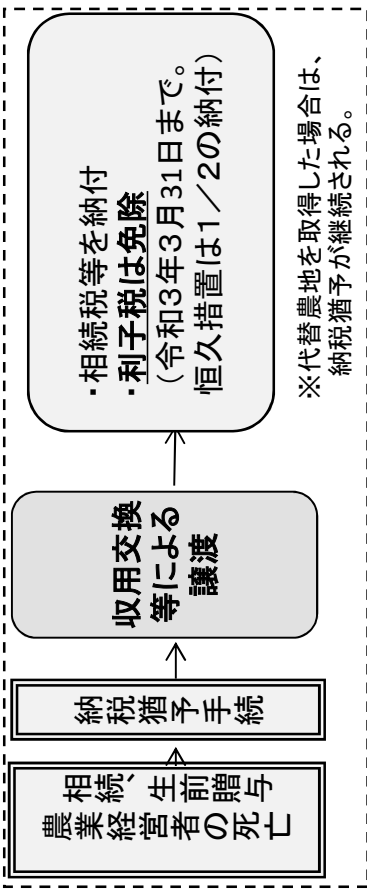 相続、生前贈与
農業経営者の死亡
納税猶予手続
収用交換
等による
譲渡
・相続税等を納付
・利子税は免除
（令和3年3月31日まで。
恒久措置は1／2の納付）
※代替農地を取得した場合は、
納税猶予が継続される。